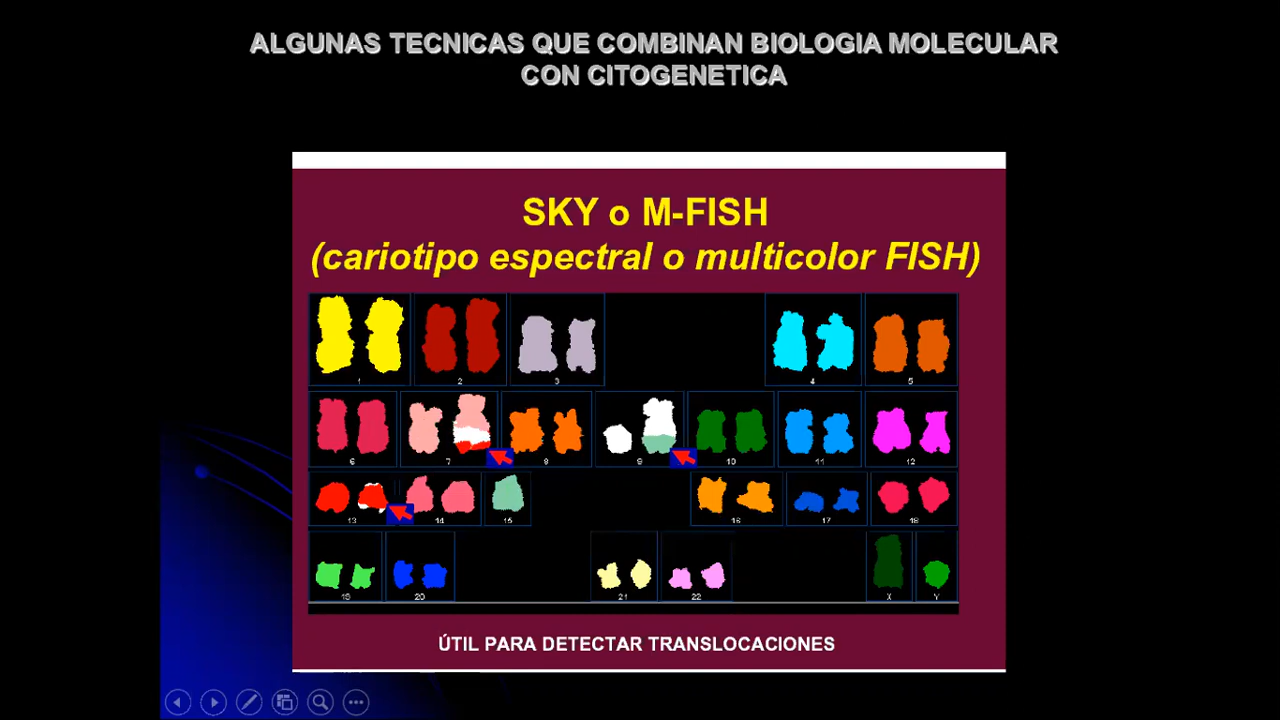 ALGUNAS TECNICAS QUE COMBINAN BIOLOGIA MOLECULAR
CON CITOGENETICA
SKY o M-FISH
(cariotipo espectral o multicolor FISH)
1 2 3 4 5
6 7 8 9 10 11 12
13 14 15 16 17 18
19 20 21 22 X Y
ÚTIL PARA DETECTAR TRANSLOCACIONES